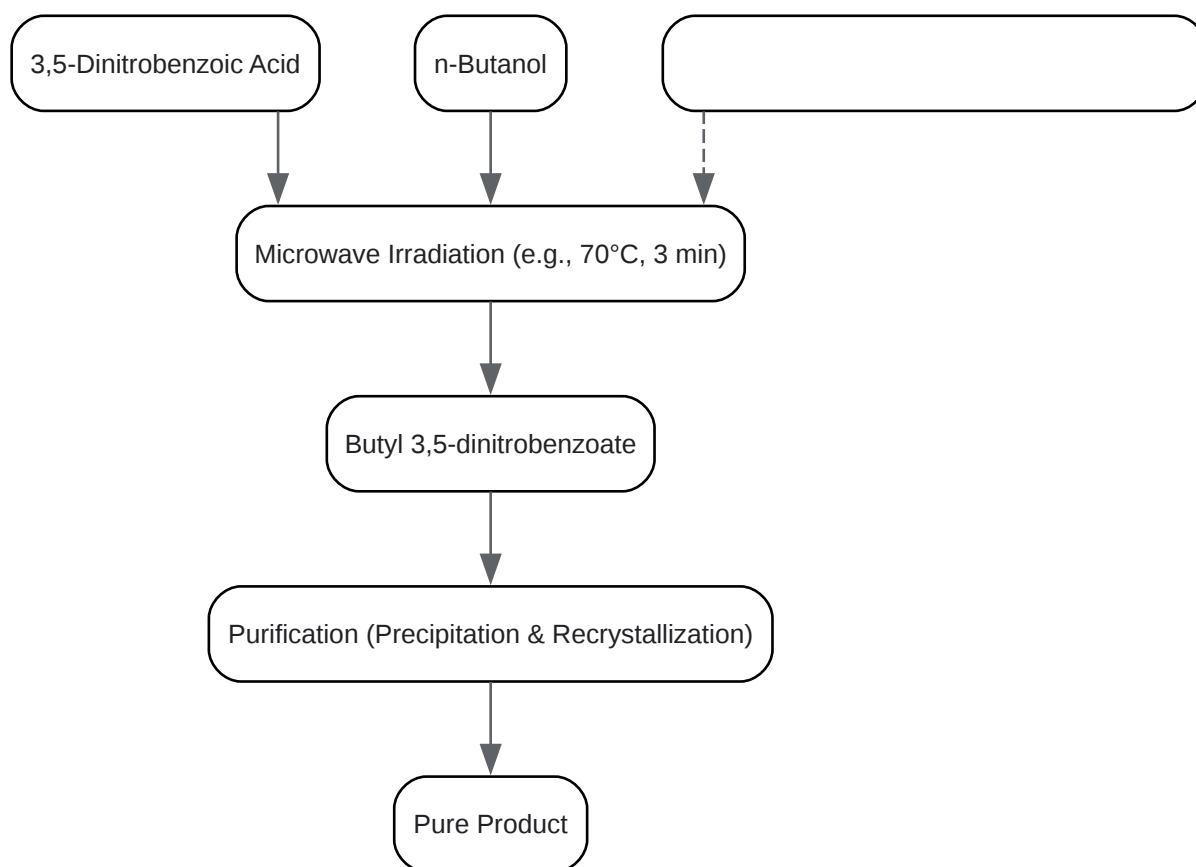 3,5-Dinitrobenzoic Acid
n-Butanol
Microwave Irradiation (e.g., 70°C, 3 min)
Butyl 3,5-dinitrobenzoate
Purification (Precipitation & Recrystallization)
Pure Product